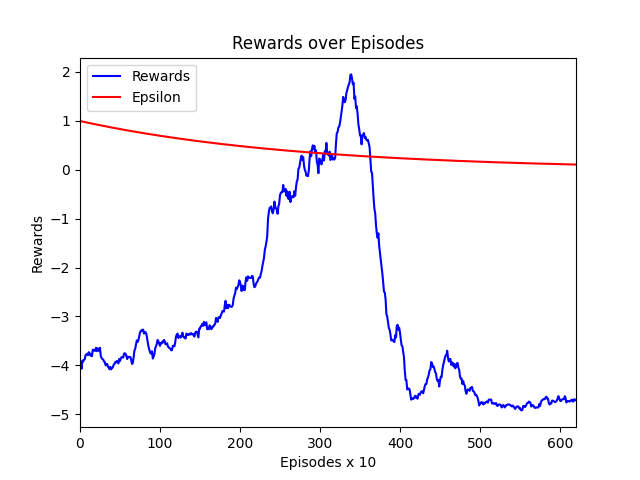 Rewards over Episodes
Rewards
Epsilon
2
1
0
−1
−2
−3
−4
−5
Rewards
0 100 200 300 400 500 600
Episodes x 10